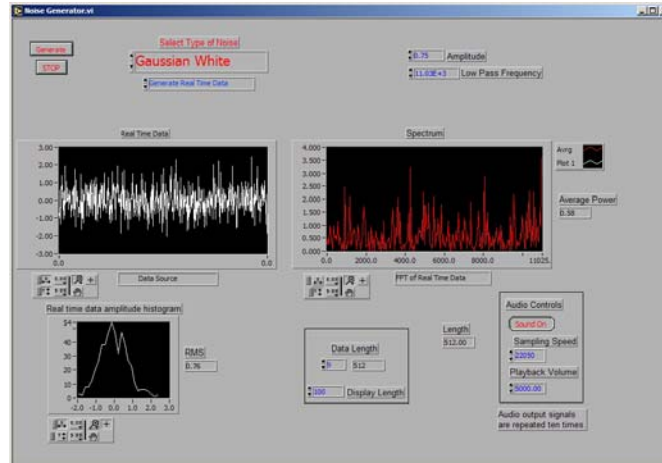 Noise Generator.vi
Generate
STOP
Select Type of Noise
Gaussian White
Generate Real Time Data
0.75 Amplitude
11.03E+3 Low Pass Frequency
Real Time Data
3.00
2.00
1.00
0.00
-1.00
-2.00
-3.00
0.0 0.0
Data Source
Spectrum
4.000
3.500
3.000
2.500
2.000
1.500
1.000
0.500
0.000
0.0 2000.0 4000.0 6000.0 8000.0 11025.
FFT of Real Time Data
Avrg
Plot 1
Average Power
0.58
Real time data amplitude histogram
54
40
30
20
10
0
-2.0 -1.0 0.0 1.0 2.0 3.0
RMS
0.76
Data Length
9 512
100 Display Length
Length
512.00
Audio Controls
Sound On
Sampling Speed
22050
Playback Volume
5000.00
Audio output signals
are repeated ten times